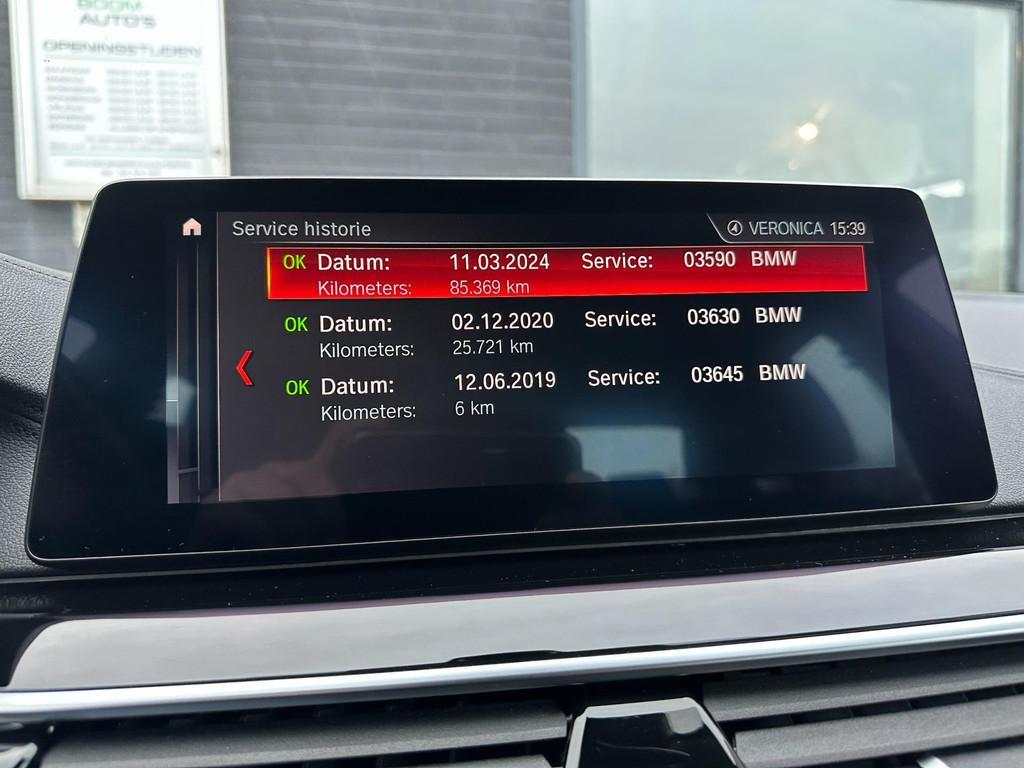 BOOM
AUTO'S
OPENINGSTIJDEN
Service historie
VERONICA 15:39
OK Datum: 11.03.2024 Service: 03590 BMW
Kilometers: 85.369 km
OK Datum: 02.12.2020 Service: 03630 BMW
Kilometers: 25.721 km
OK Datum: 12.06.2019 Service: 03645 BMW
Kilometers: 6 km